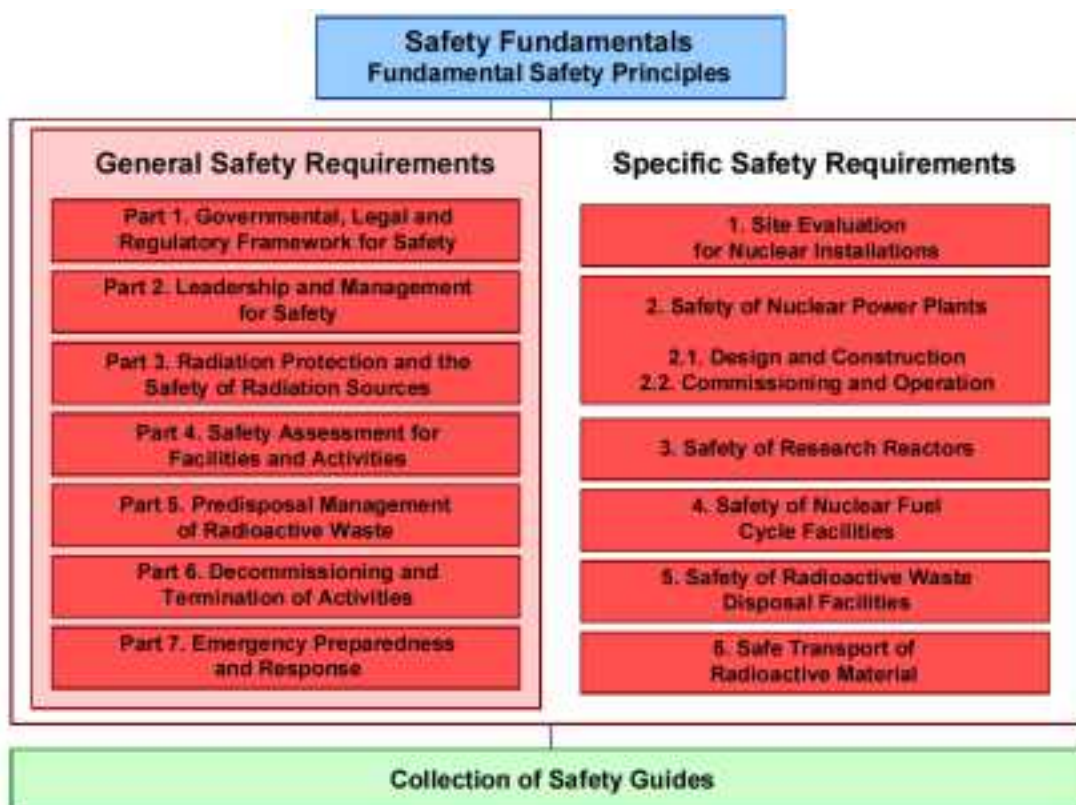 Safety Fundamentals
Fundamental Safety Principles
General Safety Requirements
Part 1. Governmental, Legal and
Regulatory Framework for Safety
Part 2. Leadership and Management
for Safety
Part 3. Radiation Protection and the
Safety of Radiation Sources
Part 4. Safety Assessment for
Facilities and Activities
Part 5. Predisposal Management
of Radioactive Waste
Part 6. Decommissioning and
Termination of Activities
Part 7. Emergency Preparedness
and Response
Specific Safety Requirements
1. Site Evaluation
for Nuclear Installations
2. Safety of Nuclear Power Plants
2.1. Design and Construction
2.2. Commissioning and Operation
3. Safety of Research Reactors
4. Safety of Nuclear Fuel
Cycle Facilities
5. Safety of Radioactive Waste
Disposal Facilities
6. Safe Transport of
Radioactive Material
Collection of Safety Guides